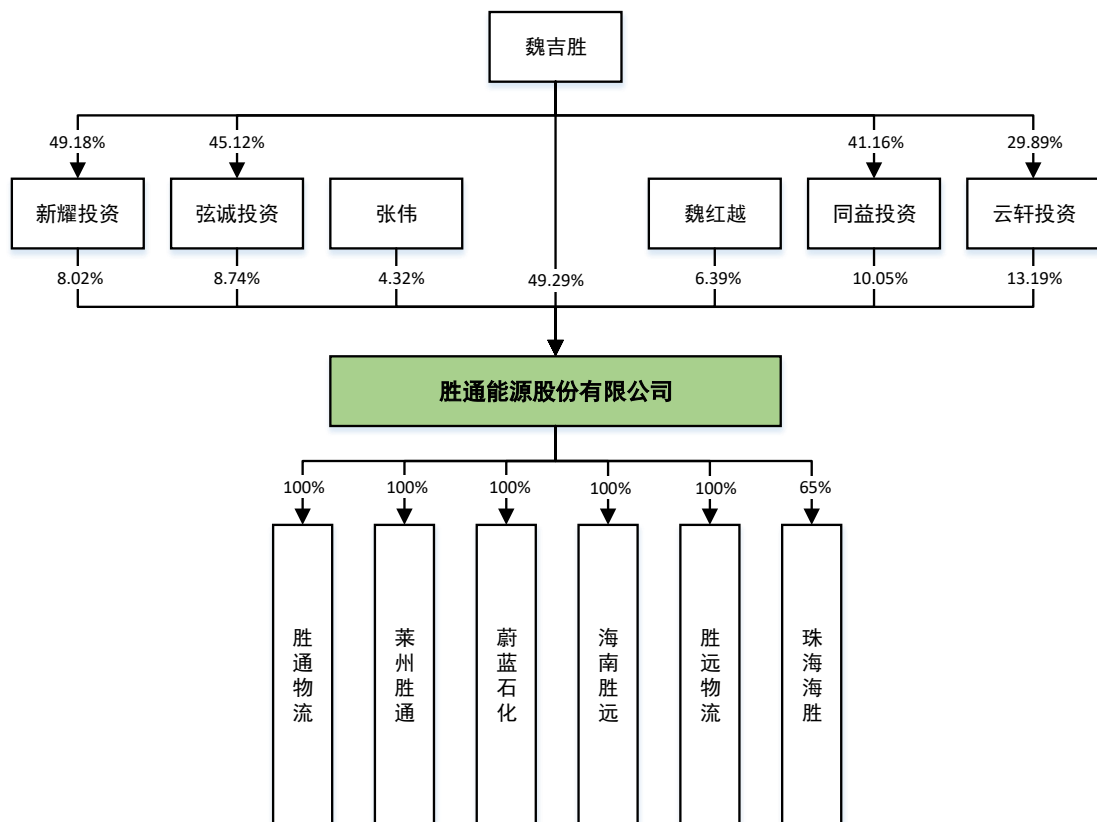 魏吉胜
49.18%
45.12%
41.16%
29.89%
新耀投资
弦诚投资
张伟
魏红越
同益投资
云轩投资
8.02%
8.74%
4.32%
49.29%
6.39%
10.05%
13.19%
胜通能源股份有限公司
100%
100%
100%
100%
100%
65%
胜通物流
莱州胜通
蔚蓝石化
海南胜远
胜远物流
珠海海胜